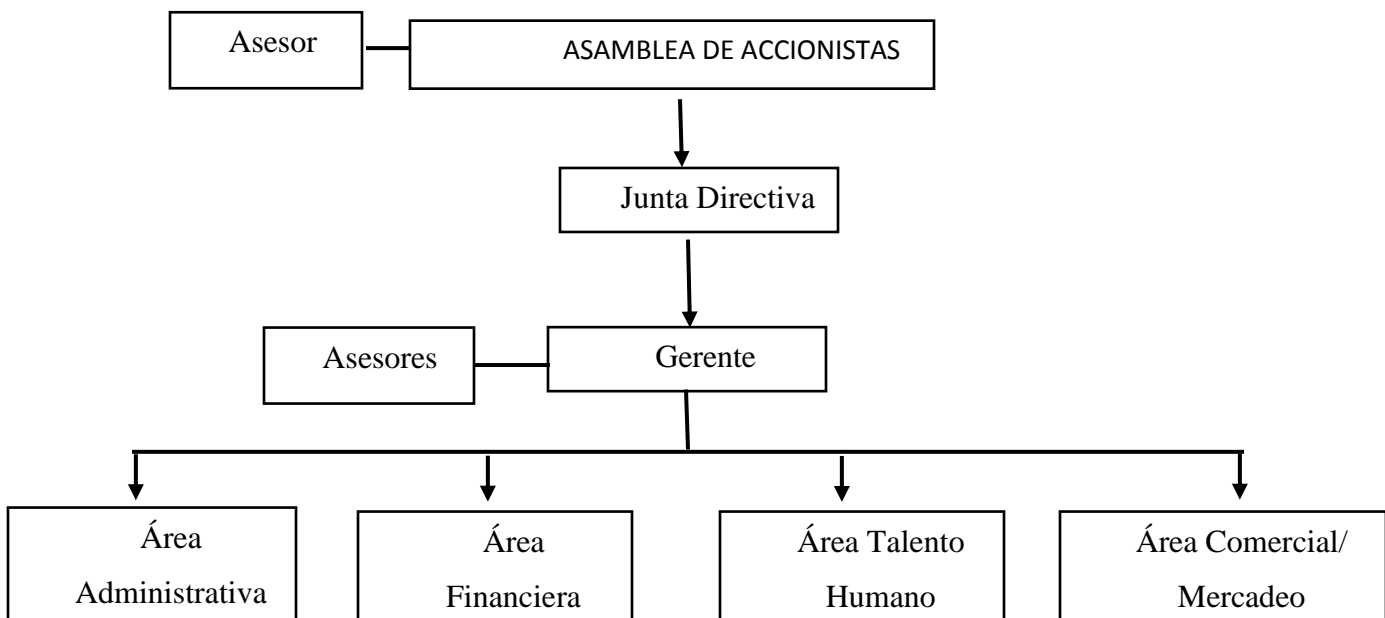 Asesor
ASAMBLEA DE ACCIONISTAS
Junta Directiva
Asesores
Gerente
Área
Administrativa
Área
Financiera
Área Talento
Humano
Área Comercial/
Mercadeo